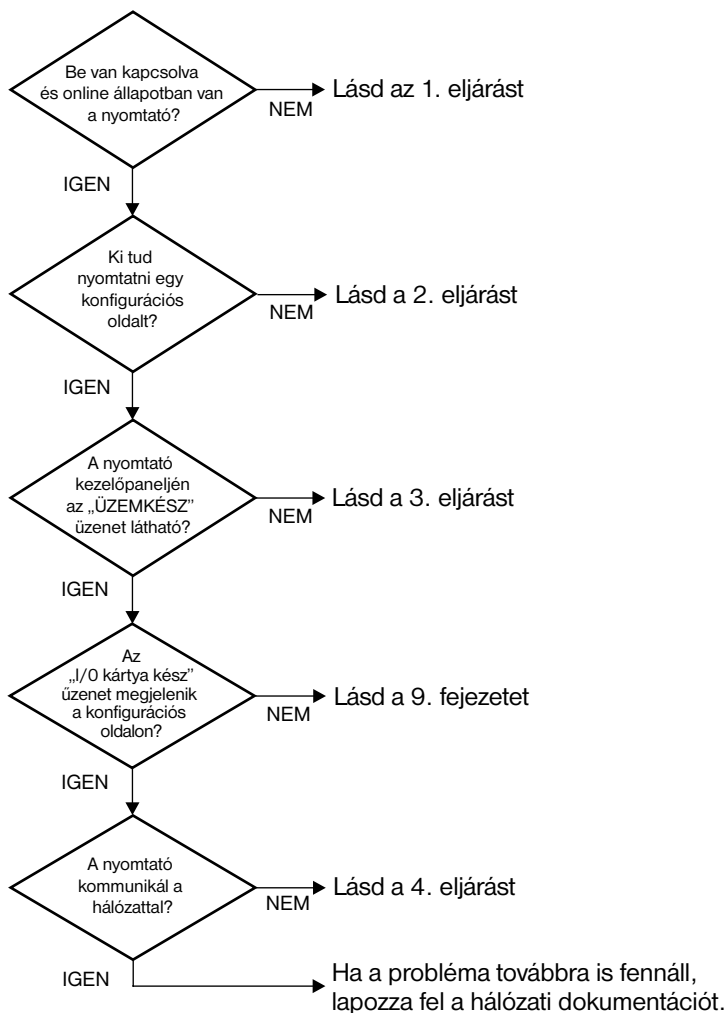 Be van kapcsolva
és online állapotban van
a nyomtató?
NEM
Lásd az 1. eljárást
IGEN
Ki tud
nyomtatni egy
konfigurációs
oldalt?
NEM
Lásd a 2. eljárást
IGEN
A nyomtató
kezelőpaneljén
az „ÜZEMKÉSZ”
üzenet látható?
NEM
Lásd a 3. eljárást
IGEN
Az
„I/0 kártya kész”
űzenet megjelenik
a konfigurációs
oldalon?
NEM
Lásd a 9. fejezetet
IGEN
A nyomtató
kommunikál a
hálózattal?
NEM
Lásd a 4. eljárást
IGEN
Ha a probléma továbbra is fennáll,
lapozza fel a hálózati dokumentációt.